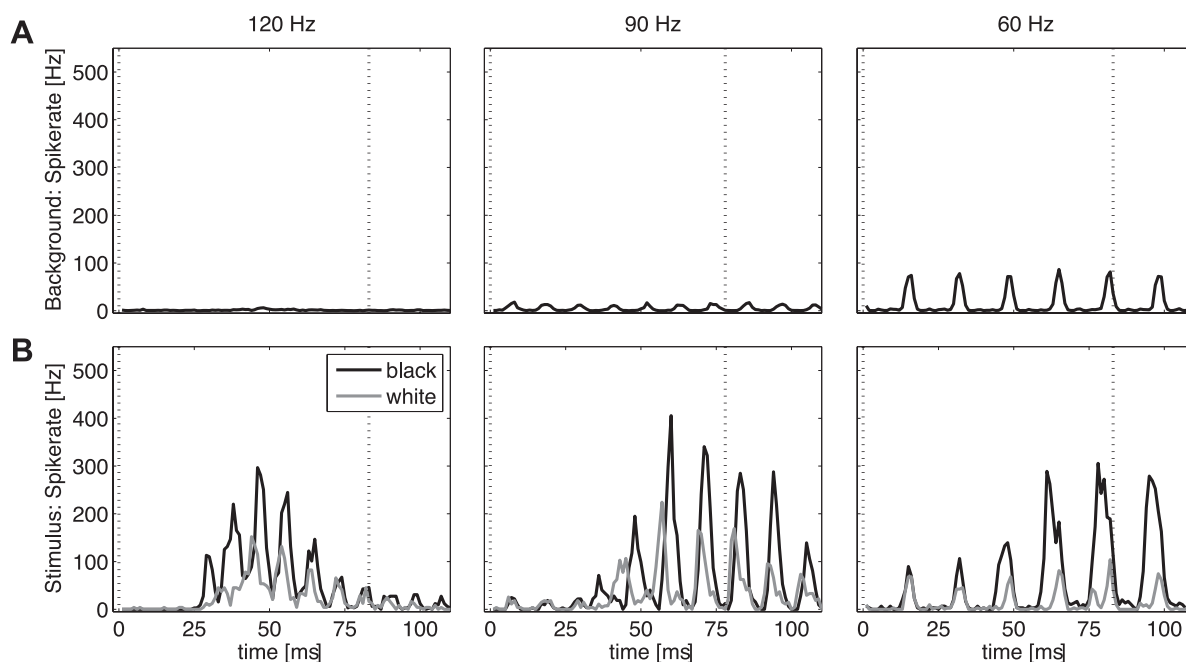 120 Hz 90 Hz 60 Hz
A
Background: Spikerate [Hz]
500
400
300
200
100
0
B
Stimulus: Spikerate [Hz]
500
400
300
200
100
0
black
white
0 25 50 75 100 0 25 50 75 100 0 25 50 75 100
time [ms] time [ms] time [ms]